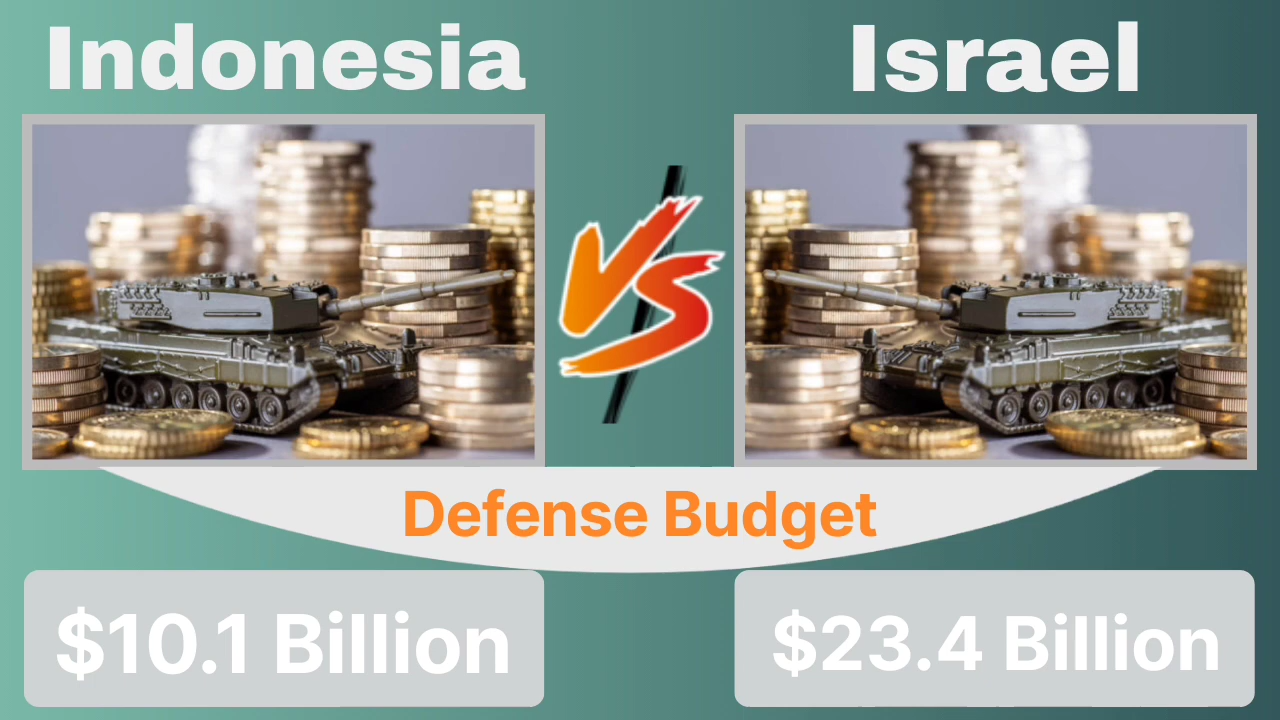 Indonesia
Israel
VS
Defense Budget
$10.1 Billion
$23.4 Billion